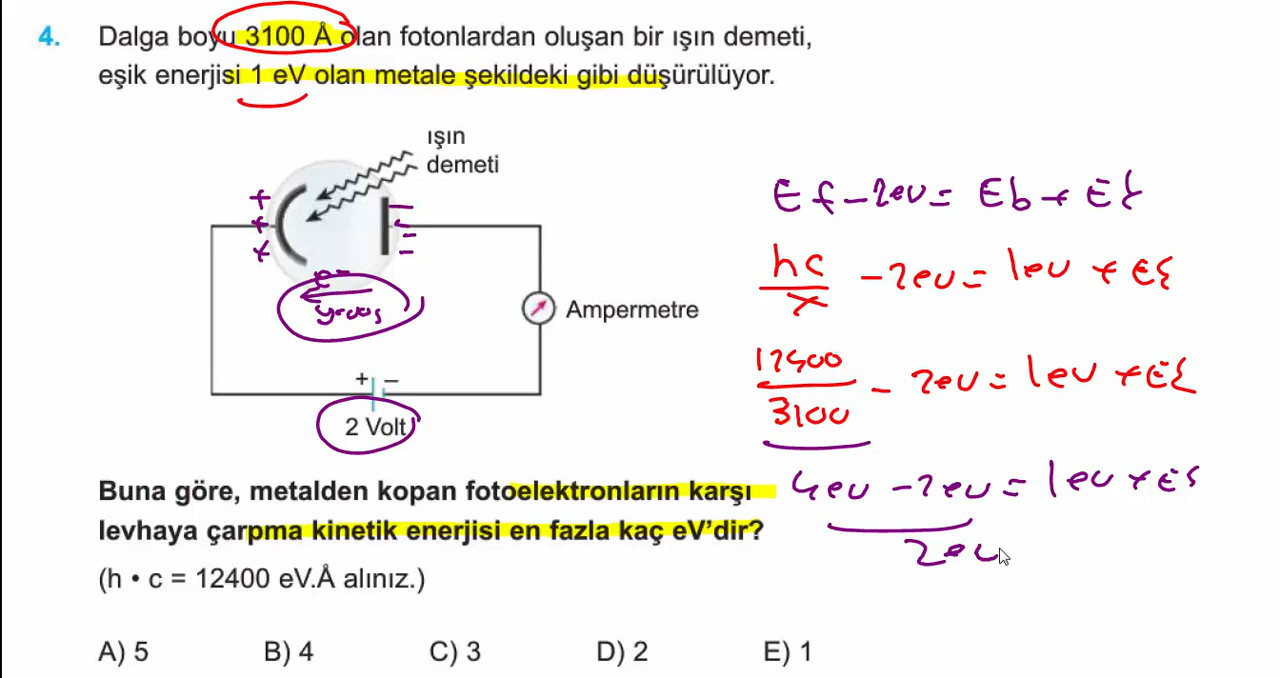 4. Dalga boyu 3100 Å olan fotonlardan oluşan bir ışın demeti,
eşik enerjisi 1 eV olan metale şekildeki gibi düşürülüyor.
ışın
demeti
+
+
+
e-
Ampermetre
+ −
2 Volt
Ef - 2ev = Eb +
hc/λ - 2ev = 1ev + Ek
12400/3100 - 2ev = 1ev + Ek
4ev - 2ev = 1ev + Ek
2ev
Buna göre, metalden kopan fotoelektronların karşı
levhaya çarpma kinetik enerjisi en fazla kaç eV’dir?
(h • c = 12400 eV.Å alınız.)
A) 5 B) 4 C) 3 D) 2 E) 1